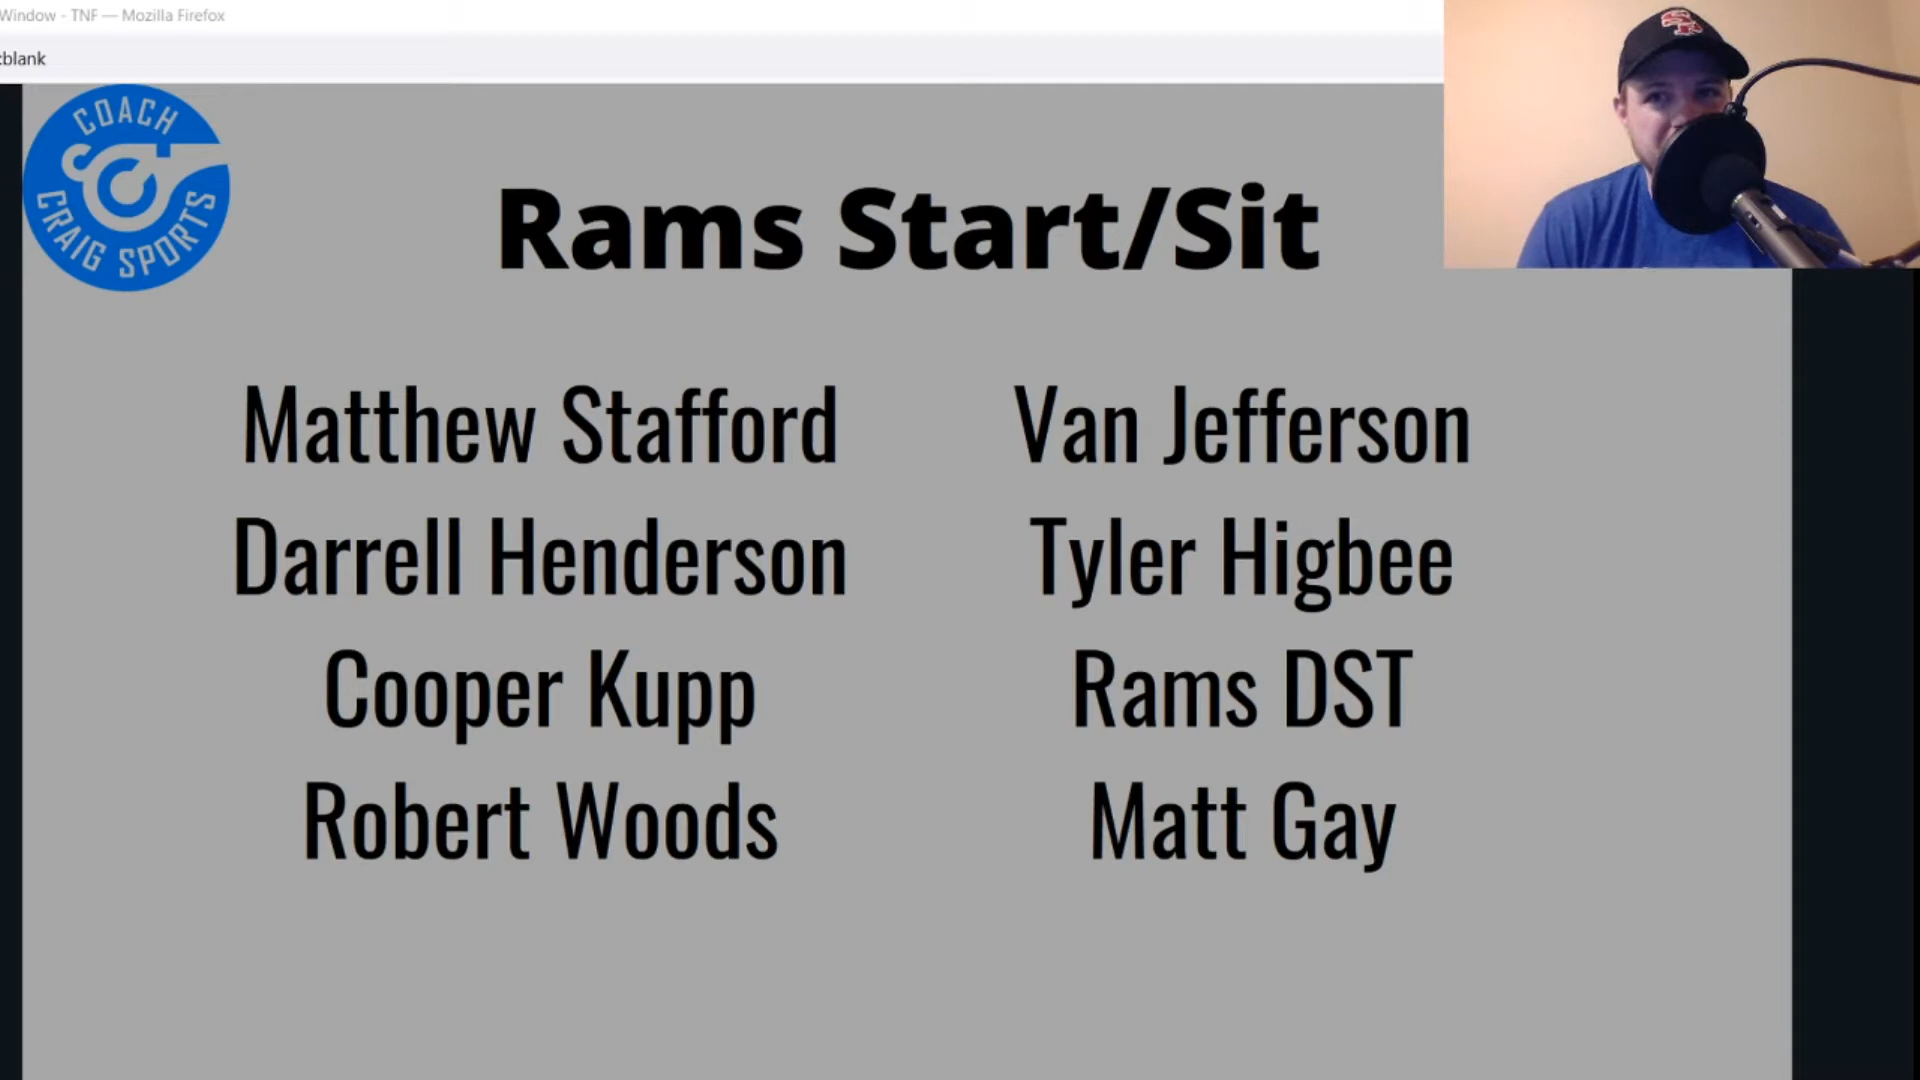 Window - TNF — Mozilla Firefox
:blank
COACH
CRAIG SPORTS
Rams Start/Sit
Matthew Stafford
Darrell Henderson
Cooper Kupp
Robert Woods
Van Jefferson
Tyler Higbee
Rams DST
Matt Gay